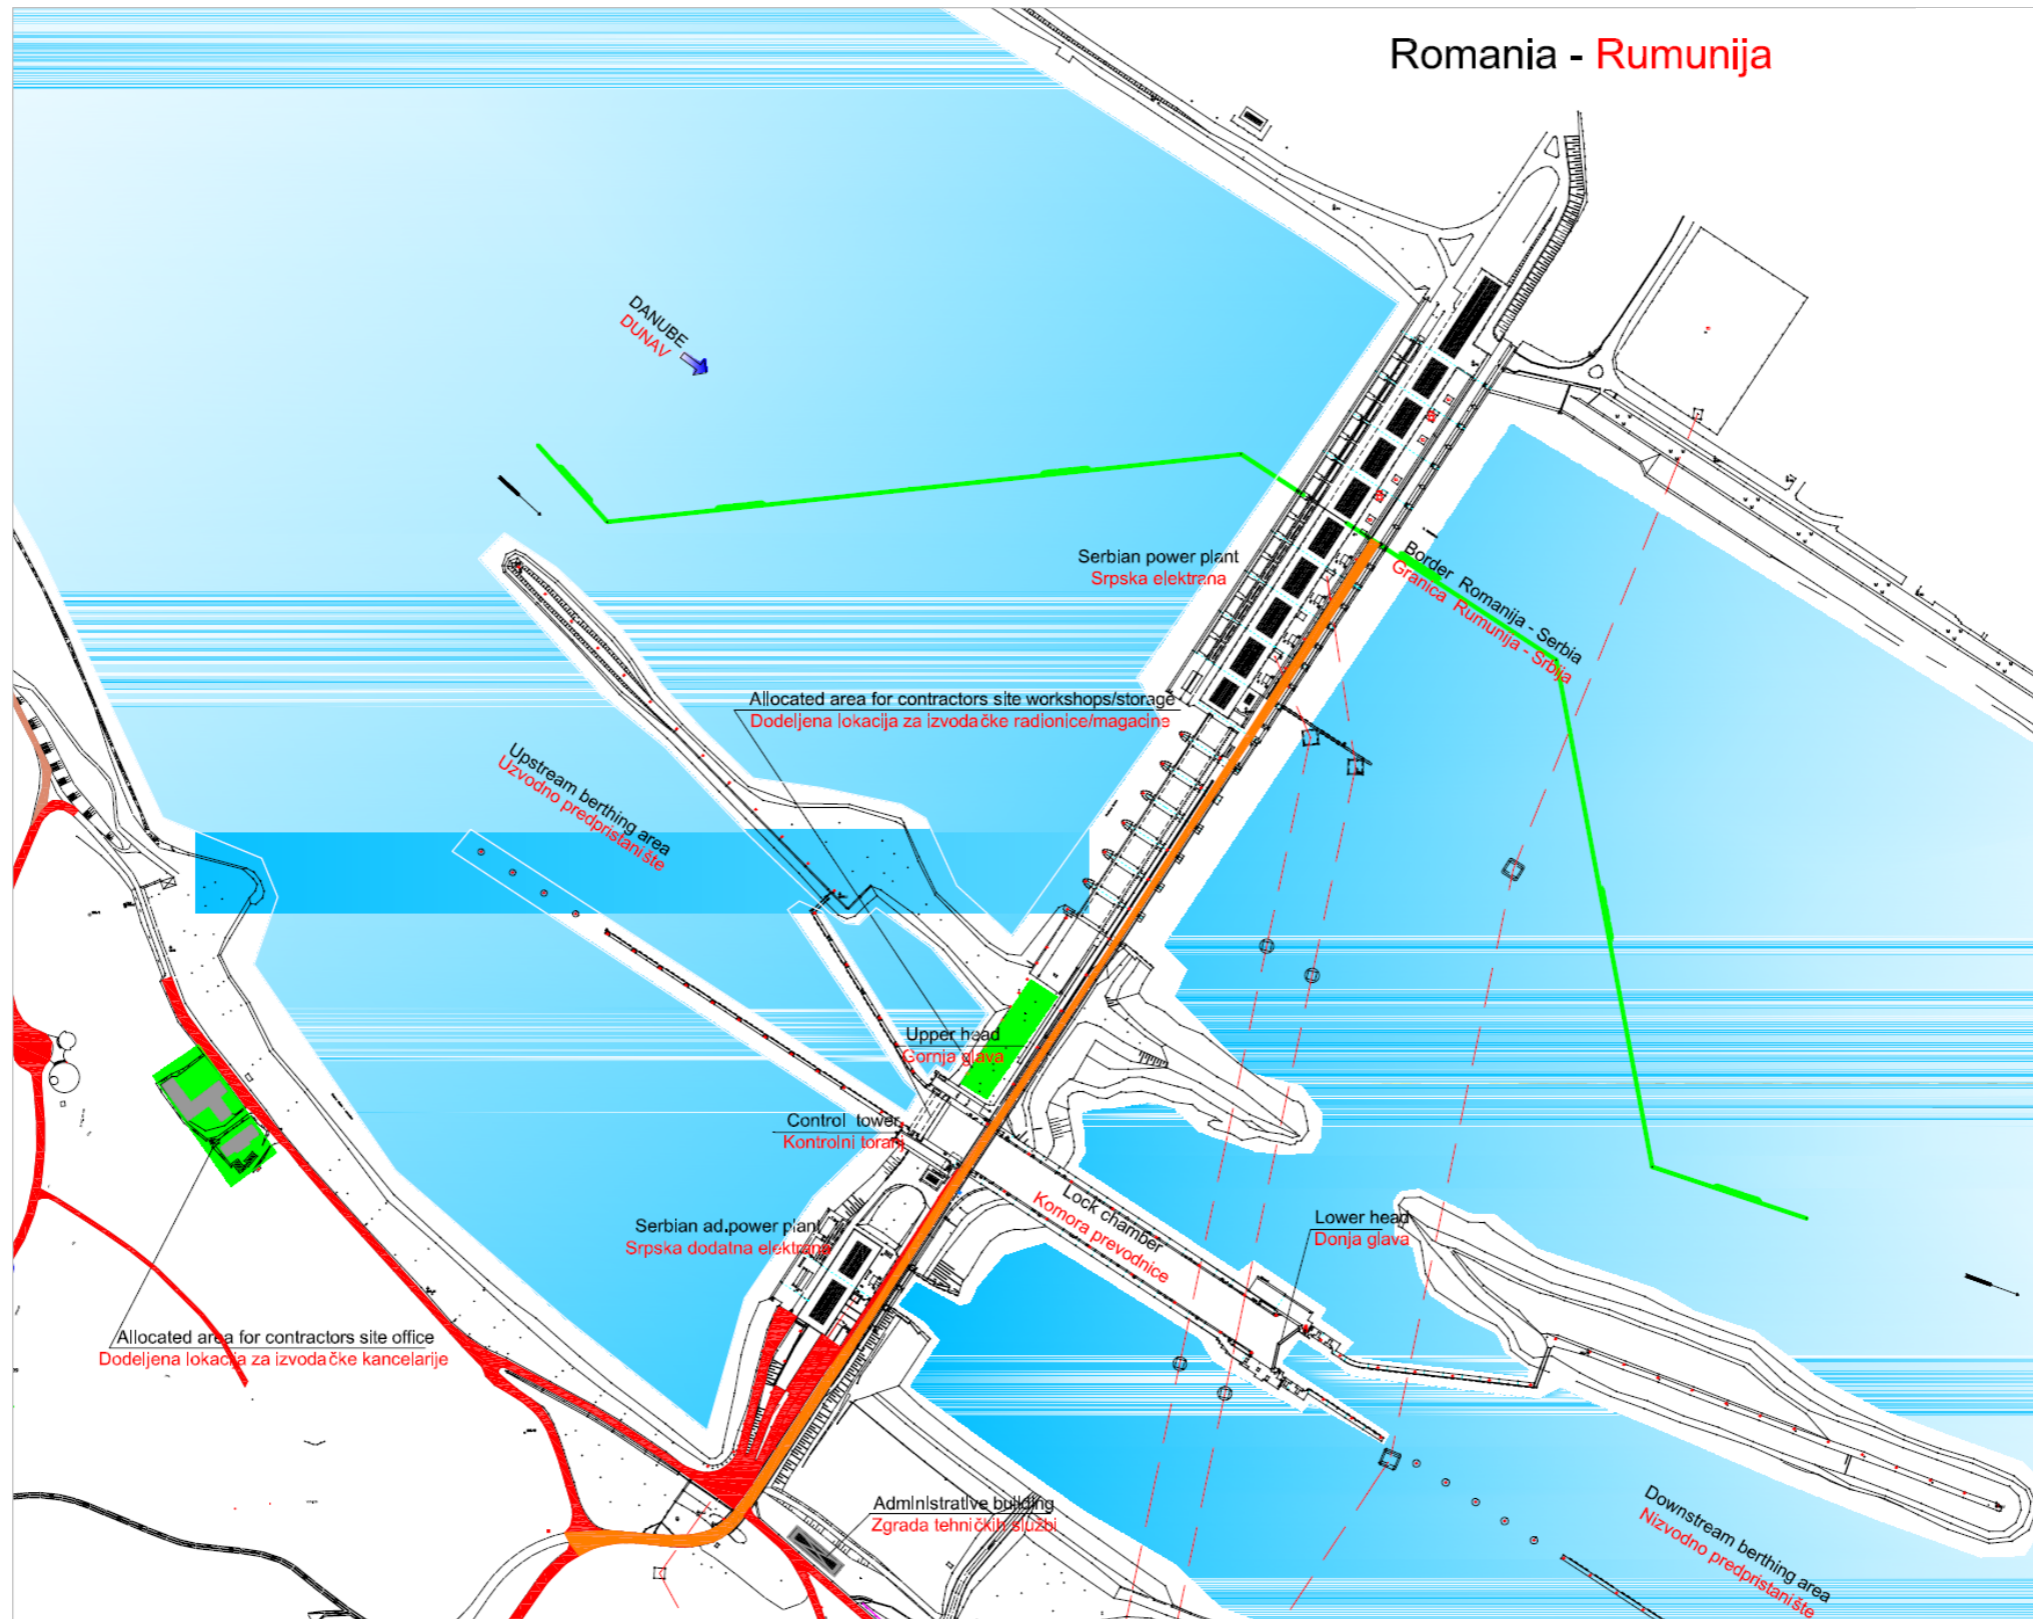 Romania - Rumunija
DANUBE
DUNAV
Serbian power plant
Srpska elektrana
Border Romanija - Serbia
Granica Rumunija - Srbija
Allocated area for contractors site workshops/storage
Dodeljena lokacija za izvodačke radionice/magacine
Upstream berthing area
Uzvodno predpristanište
Upper head
Gornja glava
Control tower
Kontrolni toranj
Lock chamber
Komora prevodnice
Lower head
Donja glava
Serbian ad.power plant
Srpska dodatna elektrana
Allocated area for contractors site office
Dodeljena lokacija za izvodačke kancelarije
Administrative building
Zgrada tehničkih službi
Downstream berthing area
Nizvodno predpristanište